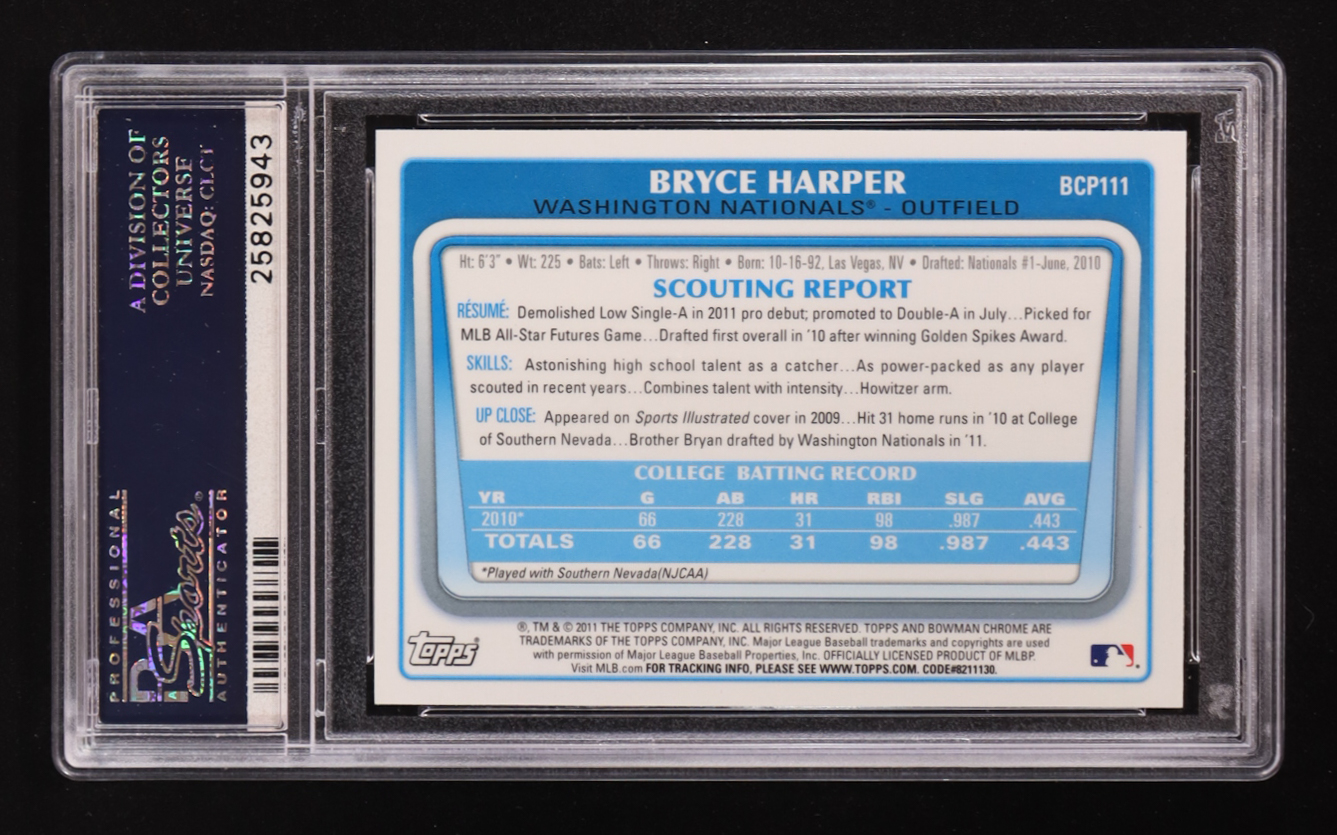 A DIVISION OF
COLLECTORS
UNIVERSE
NASDAQ: CLCT
25825943
PROFESSIONAL
PSA
Sports®
AUTHENTICATOR
BRYCE HARPER
BCP111
WASHINGTON NATIONALS® - OUTFIELD
Ht: 6'3" • Wt: 225 • Bats: Left • Throws: Right • Born: 10-16-92, Las Vegas, NV • Drafted: Nationals #1-June, 2010
SCOUTING REPORT
RÉSUMÉ: Demolished Low Single-A in 2011 pro debut; promoted to Double-A in July...Picked for
MLB All-Star Futures Game...Drafted first overall in '10 after winning Golden Spikes Award.
SKILLS: Astonishing high school talent as a catcher...As power-packed as any player
scouted in recent years...Combines talent with intensity...Howitzer arm.
UP CLOSE: Appeared on Sports Illustrated cover in 2009...Hit 31 home runs in '10 at College
of Southern Nevada...Brother Bryan drafted by Washington Nationals in '11.
COLLEGE BATTING RECORD
YR G AB HR RBI SLG AVG
2010* 66 228 31 98 .987 .443
TOTALS 66 228 31 98 .987 .443
*Played with Southern Nevada(NJCAA)
®, TM & © 2011 THE TOPPS COMPANY, INC. ALL RIGHTS RESERVED. TOPPS AND BOWMAN CHROME ARE
TRADEMARKS OF THE TOPPS COMPANY, INC. Major League Baseball trademarks and copyrights are used
with permission of Major League Baseball Properties, Inc. OFFICIALLY LICENSED PRODUCT OF MLBP.
Visit MLB.com FOR TRACKING INFO, PLEASE SEE WWW.TOPPS.COM. CODE#8211130.
Topps®